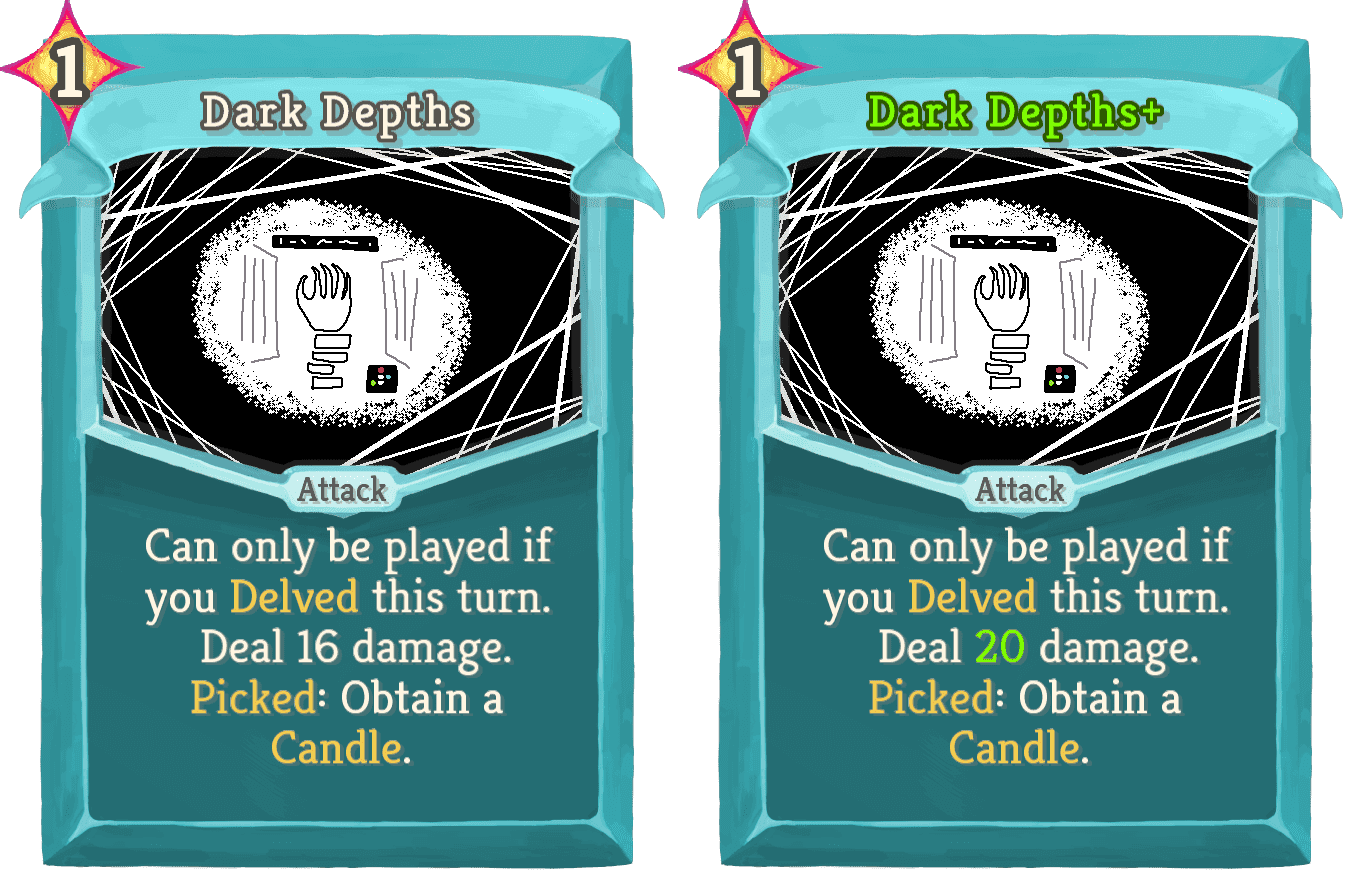 1
Dark Depths
Attack
Can only be played if
you Delved this turn.
Deal 16 damage.
Picked: Obtain a
Candle.
1
Dark Depths+
Attack
Can only be played if
you Delved this turn.
Deal 20 damage.
Picked: Obtain a
Candle.